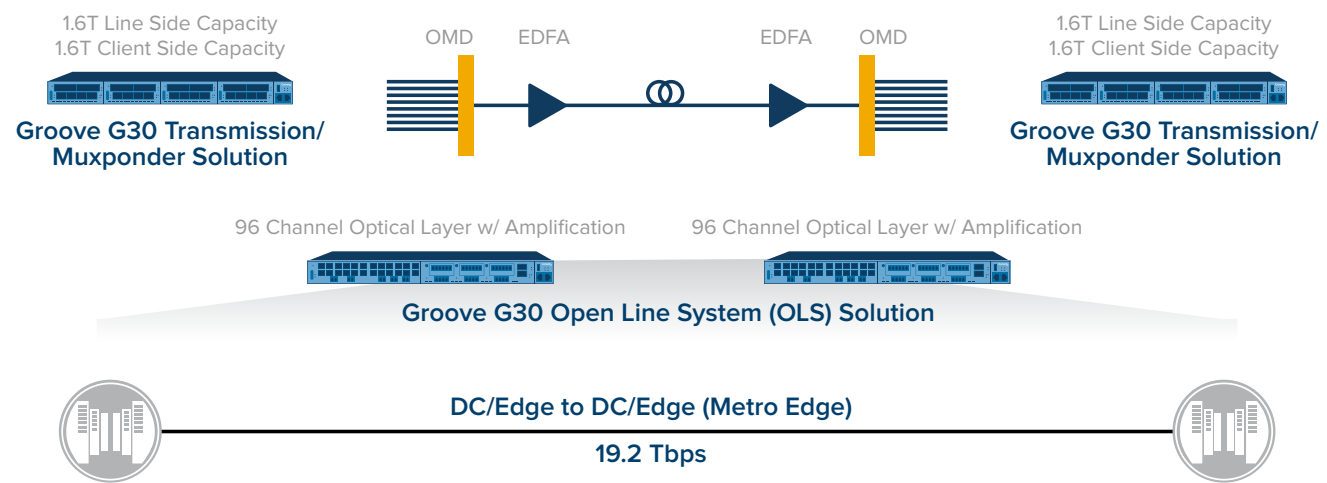 1.6T Line Side Capacity
1.6T Client Side Capacity
Groove G30 Transmission/
Muxponder Solution
OMD
EDFA
EDFA
OMD
1.6T Line Side Capacity
1.6T Client Side Capacity
Groove G30 Transmission/
Muxponder Solution
96 Channel Optical Layer w/ Amplification
96 Channel Optical Layer w/ Amplification
Groove G30 Open Line System (OLS) Solution
DC/Edge to DC/Edge (Metro Edge)
19.2 Tbps